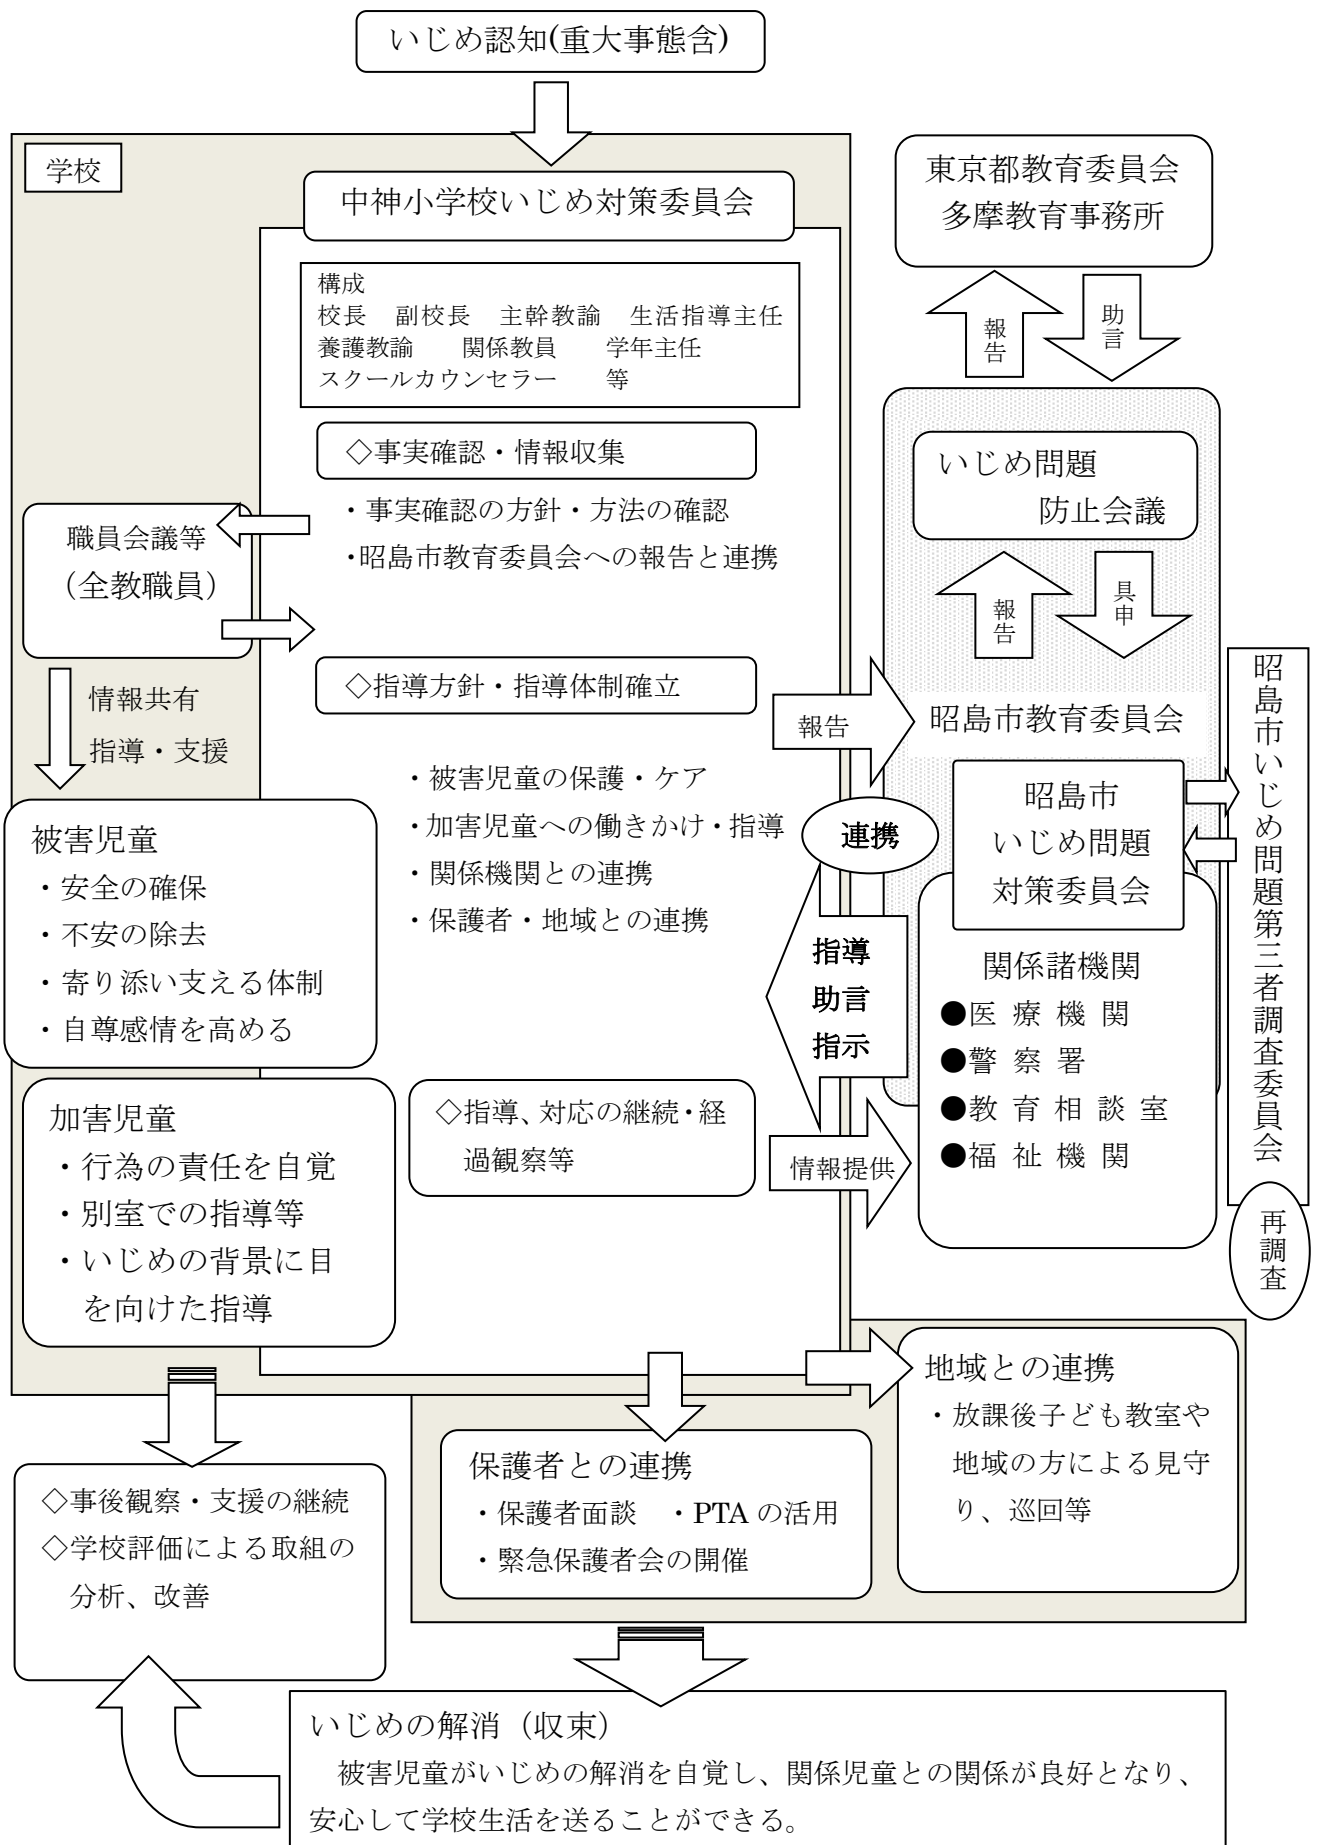 いじめ認知(重大事態含)
学校
中神小学校いじめ対策委員会
構成
校長　副校長　主幹教諭　生活指導主任
養護教諭　　関係教員　　学年主任
スクールカウンセラー　　等
◇事実確認・情報収集
・事実確認の方針・方法の確認
・昭島市教育委員会への報告と連携
職員会議等
（全教職員）
情報共有
指導・支援
◇指導方針・指導体制確立
・被害児童の保護・ケア
・加害児童への働きかけ・指導
・関係機関との連携
・保護者・地域との連携
被害児童
・安全の確保
・不安の除去
・寄り添い支える体制
・自尊感情を高める
加害児童
・行為の責任を自覚
・別室での指導等
・いじめの背景に目
を向けた指導
◇指導、対応の継続・経
過観察等
東京都教育委員会
多摩教育事務所
報告
助言
いじめ問題
防止会議
報告
具申
報告
昭島市教育委員会
連携
指導
助言
指示
情報提供
昭島市
いじめ問題
対策委員会
関係諸機関
●医療機関
●警察署
●教育相談室
●福祉機関
昭島市いじめ問題第三者調査委員会
再調査
地域との連携
・放課後子ども教室や
地域の方による見守
り、巡回等
保護者との連携
・保護者面談　・PTAの活用
・緊急保護者会の開催
◇事後観察・支援の継続
◇学校評価による取組の
分析、改善
いじめの解消（収束）
被害児童がいじめの解消を自覚し、関係児童との関係が良好となり、
安心して学校生活を送ることができる。